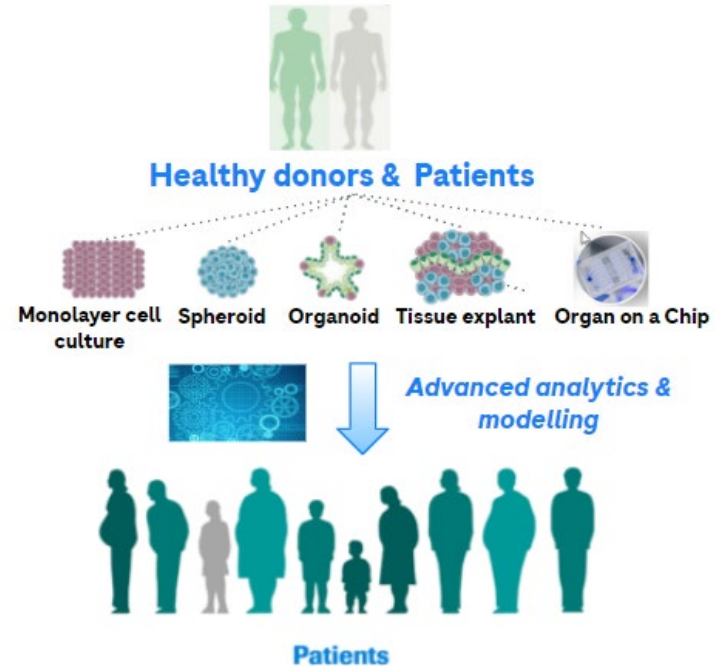 Healthy donors & Patients
Monolayer cell culture
Spheroid
Organoid
Tissue explant
Organ on a Chip
Advanced analytics &
modelling
Patients